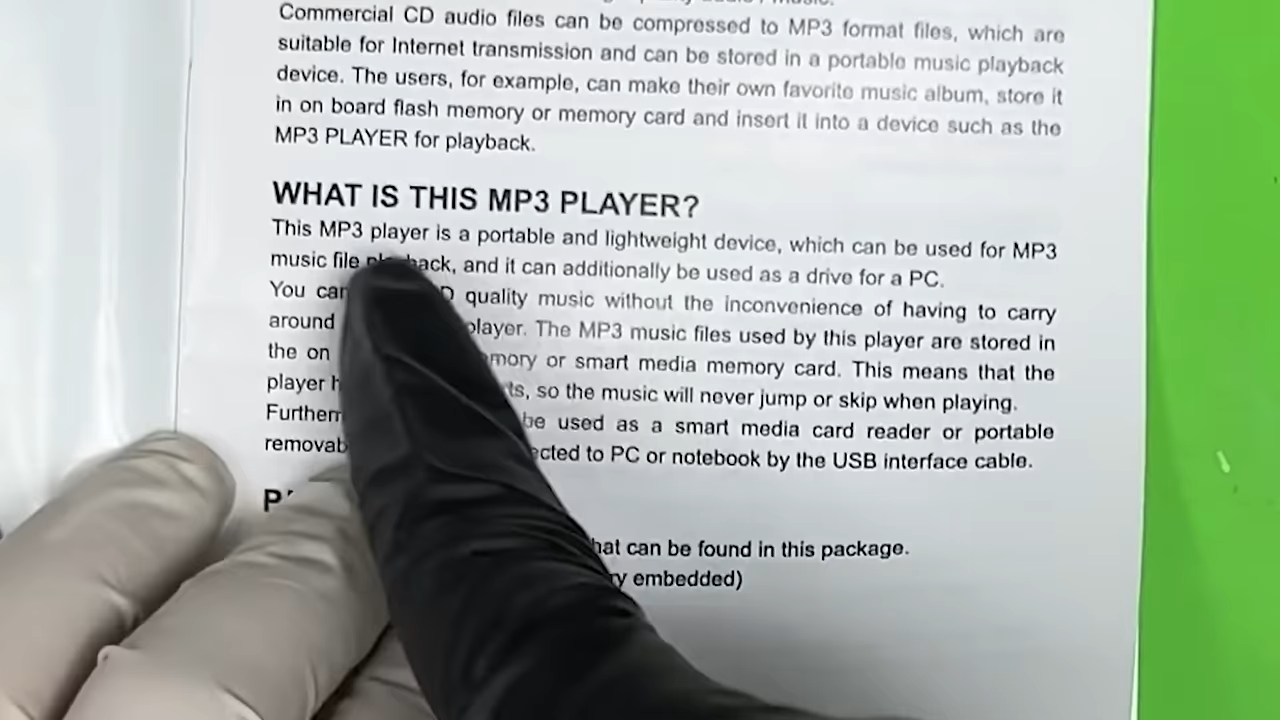 Commercial CD audio files can be compressed to MP3 format files, which are
suitable for Internet transmission and can be stored in a portable music playback
device. The users, for example, can make their own favorite music album, store it
in on board flash memory or memory card and insert it into a device such as the
MP3 PLAYER for playback.
WHAT IS THIS MP3 PLAYER?
This MP3 player is a portable and lightweight device, which can be used for MP3
music file playback, and it can additionally be used as a drive for a PC.
You can quality music without the inconvenience of having to carry
around player. The MP3 music files used by this player are stored in
the on or smart media memory card. This means that the
player so the music will never jump or skip when playing.
be used as a smart media card reader or portable
to PC or notebook by the USB interface cable.
can be found in this package.
embedded)